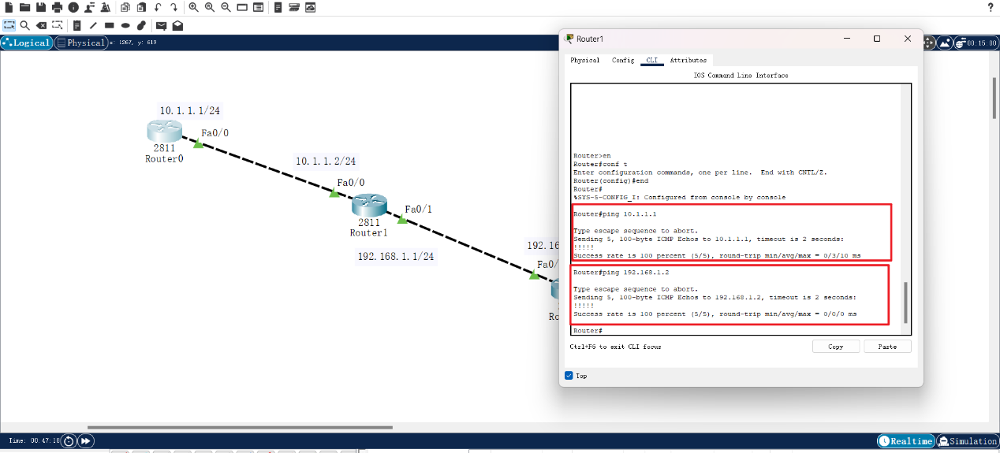 Logical
Physical
x: 1267, y: 619
00:15:00
10.1.1.1/24
Fa0/0
2811
Router0
10.1.1.2/24
Fa0/0
Fa0/1
2811
Router1
192.168.1.1/24
192.16
Fa0/
Ro
Router1
Physical Config CLI Attributes
IOS Command Line Interface
Router>en
Router#conf t
Enter configuration commands, one per line. End with CNTL/Z.
Router(config)#end
Router#
%SYS-5-CONFIG_I: Configured from console by console
Router#ping 10.1.1.1
Type escape sequence to abort.
Sending 5, 100-byte ICMP Echos to 10.1.1.1, timeout is 2 seconds:
!!!!!
Success rate is 100 percent (5/5), round-trip min/avg/max = 0/3/10 ms
Router#ping 192.168.1.2
Type escape sequence to abort.
Sending 5, 100-byte ICMP Echos to 192.168.1.2, timeout is 2 seconds:
!!!!!
Success rate is 100 percent (5/5), round-trip min/avg/max = 0/0/0 ms
Router#
Ctrl+F6 to exit CLI focus
Copy
Paste
Top
Time: 00:47:18
Realtime
Simulation